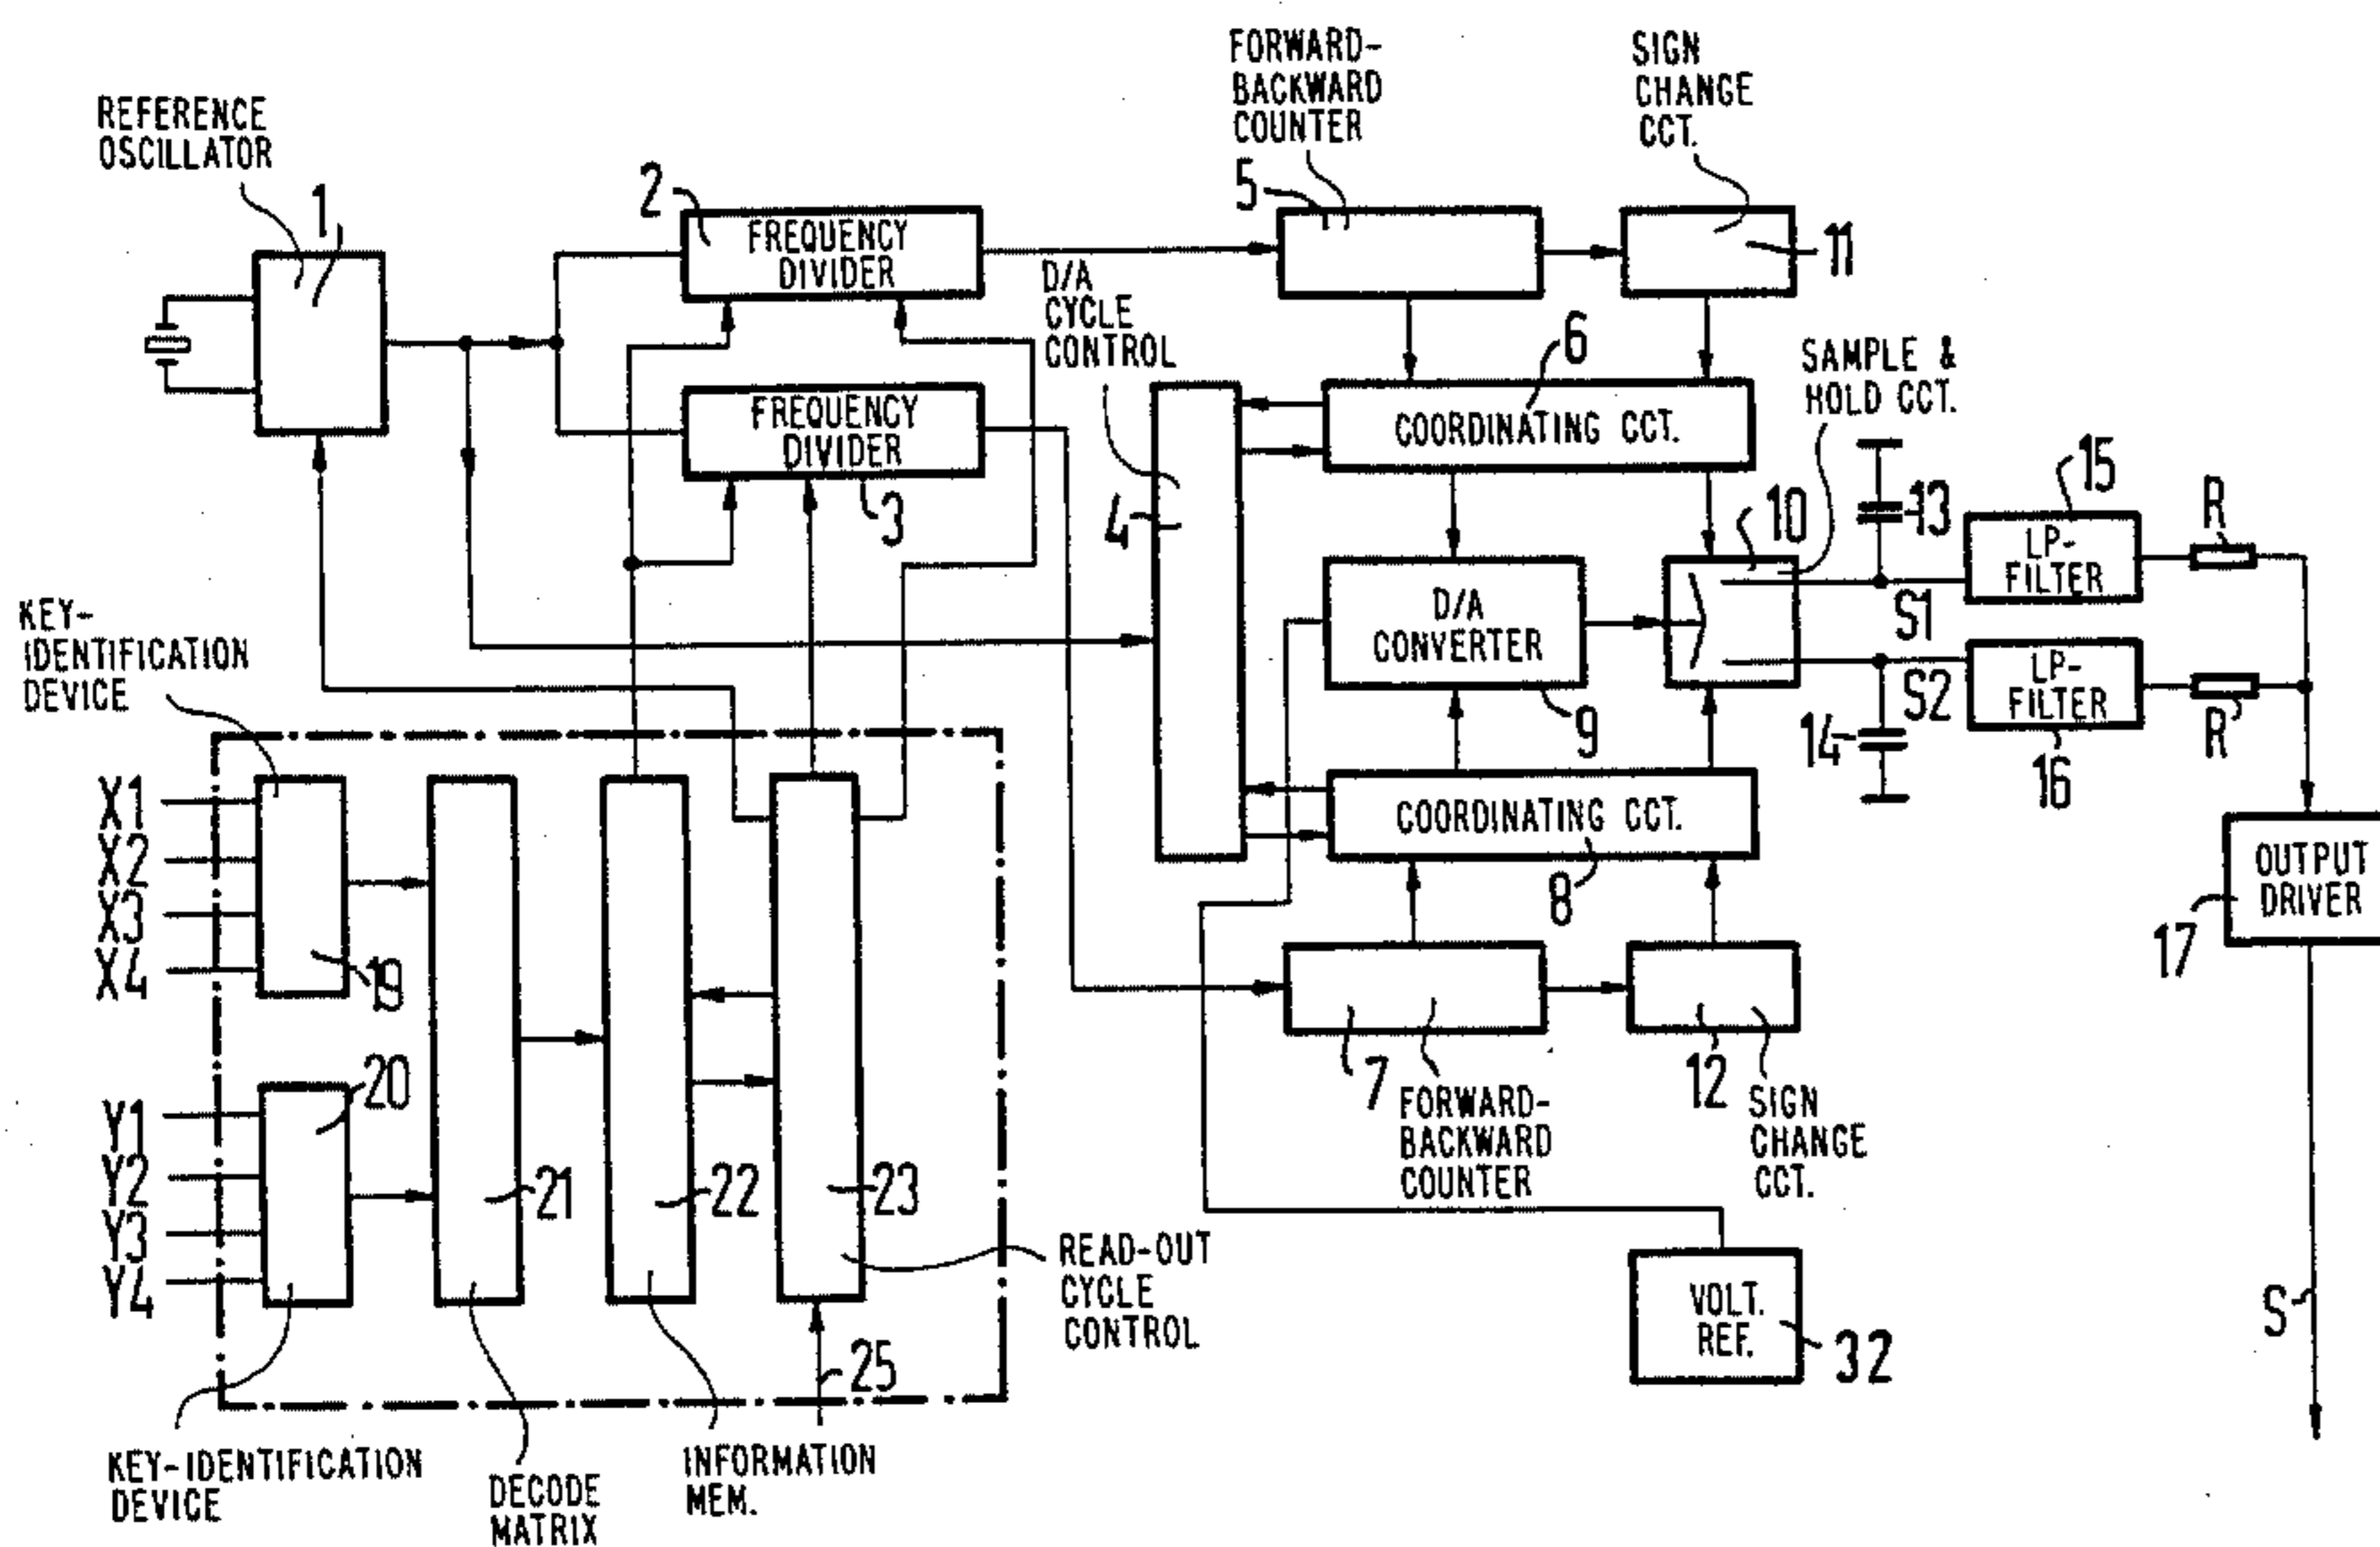 FORWARD-
BACKWARD
COUNTER
SIGN
CHANGE
CCT.
REFERENCE
OSCILLATOR
1
2
FREQUENCY
DIVIDER
5
11
D/A
CYCLE
CONTROL
6
SAMPLE &
HOLD CCT.
FREQUENCY
DIVIDER
3
COORDINATING CCT.
4
10
13
15
R
LP-
FILTER
S1
KEY-
IDENTIFICATION
DEVICE
D/A
CONVERTER
9
S2
14
LP-
FILTER
16
R
X1
X2
X3
X4
19
COORDINATING CCT.
8
OUTPUT
DRIVER
17
20
Y1
Y2
Y3
Y4
21
22
23
7
FORWARD-
BACKWARD
COUNTER
12
SIGN
CHANGE
CCT.
READ-OUT
CYCLE
CONTROL
25
VOLT.
REF.
32
S
KEY-IDENTIFICATION
DEVICE
DECODE
MATRIX
INFORMATION
MEM.